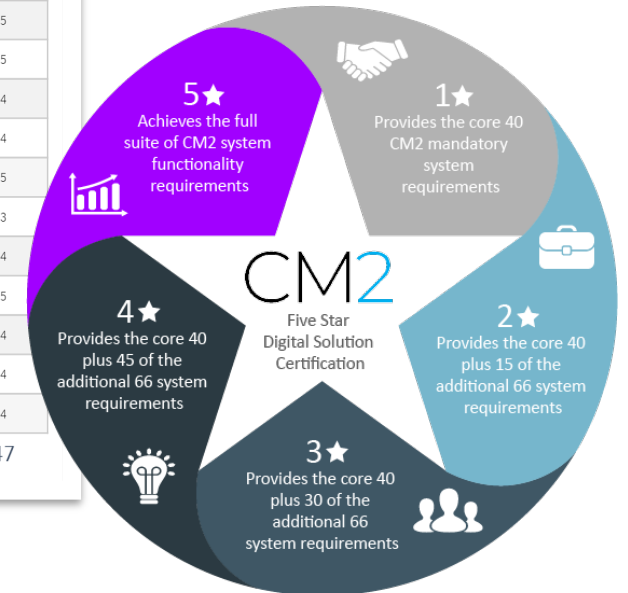 5
5
4
4
5
3
4
5
4
4
4
47
5★
Achieves the full
suite of CM2 system
functionality
requirements
1★
Provides the core 40
CM2 mandatory
system
requirements
CM2
Five Star
Digital Solution
Certification
4★
Provides the core 40
plus 45 of the
additional 66 system
requirements
2★
Provides the core 40
plus 15 of the
additional 66 system
requirements
3★
Provides the core 40
plus 30 of the
additional 66
system requirements